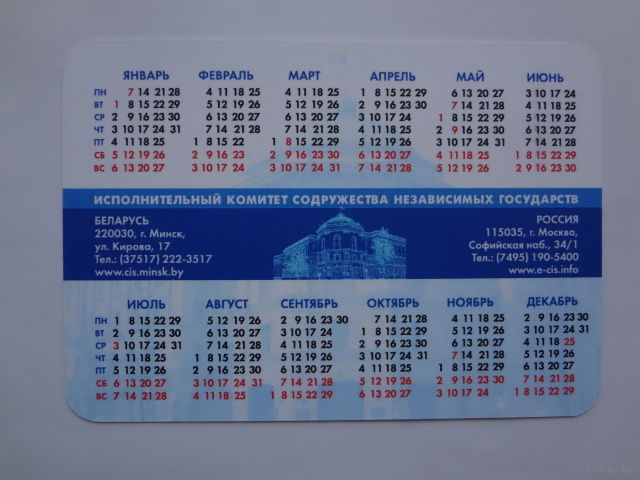 ЯНВАРЬ ФЕВРАЛЬ МАРТ АПРЕЛЬ МАЙ ИЮНЬ
ПН 7 14 21 28 4 11 18 25 4 11 18 25 1 8 15 22 29 6 13 20 27 3 10 17 24
ВТ 1 8 15 22 29 5 12 19 26 5 12 19 26 2 9 16 23 30 7 14 21 28 4 11 18 25
СР 2 9 16 23 30 6 13 20 27 6 13 20 27 3 10 17 24 1 8 15 22 29 5 12 19 26
ЧТ 3 10 17 24 31 7 14 21 28 7 14 21 28 4 11 18 25 2 9 16 23 30 6 13 20 27
ПТ 4 11 18 25 1 8 15 22 1 8 15 22 29 5 12 19 26 3 10 17 24 31 7 14 21 28
СБ 5 12 19 26 2 9 16 23 2 9 16 23 30 6 13 20 27 4 11 18 25 1 8 15 22 29
ВС 6 13 20 27 3 10 17 24 3 10 17 24 31 7 14 21 28 5 12 19 26 2 9 16 23 30
ИСПОЛНИТЕЛЬНЫЙ КОМИТЕТ СОДРУЖЕСТВА НЕЗАВИСИМЫХ ГОСУДАРСТВ
БЕЛАРУСЬ
220030, г. Минск,
ул. Кирова, 17
Тел.: (37517) 222-3517
www.cis.minsk.by
РОССИЯ
115035, г. Москва,
Софийская наб., 34/1
Тел.: (7495) 190-5400
www.e-cis.info
ИЮЛЬ АВГУСТ СЕНТЯБРЬ ОКТЯБРЬ НОЯБРЬ ДЕКАБРЬ
ПН 1 8 15 22 29 5 12 19 26 2 9 16 23 30 7 14 21 28 4 11 18 25 2 9 16 23 30
ВТ 2 9 16 23 30 6 13 20 27 3 10 17 24 1 8 15 22 29 5 12 19 26 3 10 17 24 31
СР 3 10 17 24 31 7 14 21 28 4 11 18 25 2 9 16 23 30 6 13 20 27 4 11 18 25
ЧТ 4 11 18 25 1 8 15 22 29 5 12 19 26 3 10 17 24 31 7 14 21 28 5 12 19 26
ПТ 5 12 19 26 2 9 16 23 30 6 13 20 27 4 11 18 25 1 8 15 22 29 6 13 20 27
СБ 6 13 20 27 3 10 17 24 31 7 14 21 28 5 12 19 26 2 9 16 23 30 7 14 21 28
ВС 7 14 21 28 4 11 18 25 1 8 15 22 29 6 13 20 27 3 10 17 24 1 8 15 22 29
www.ay.by